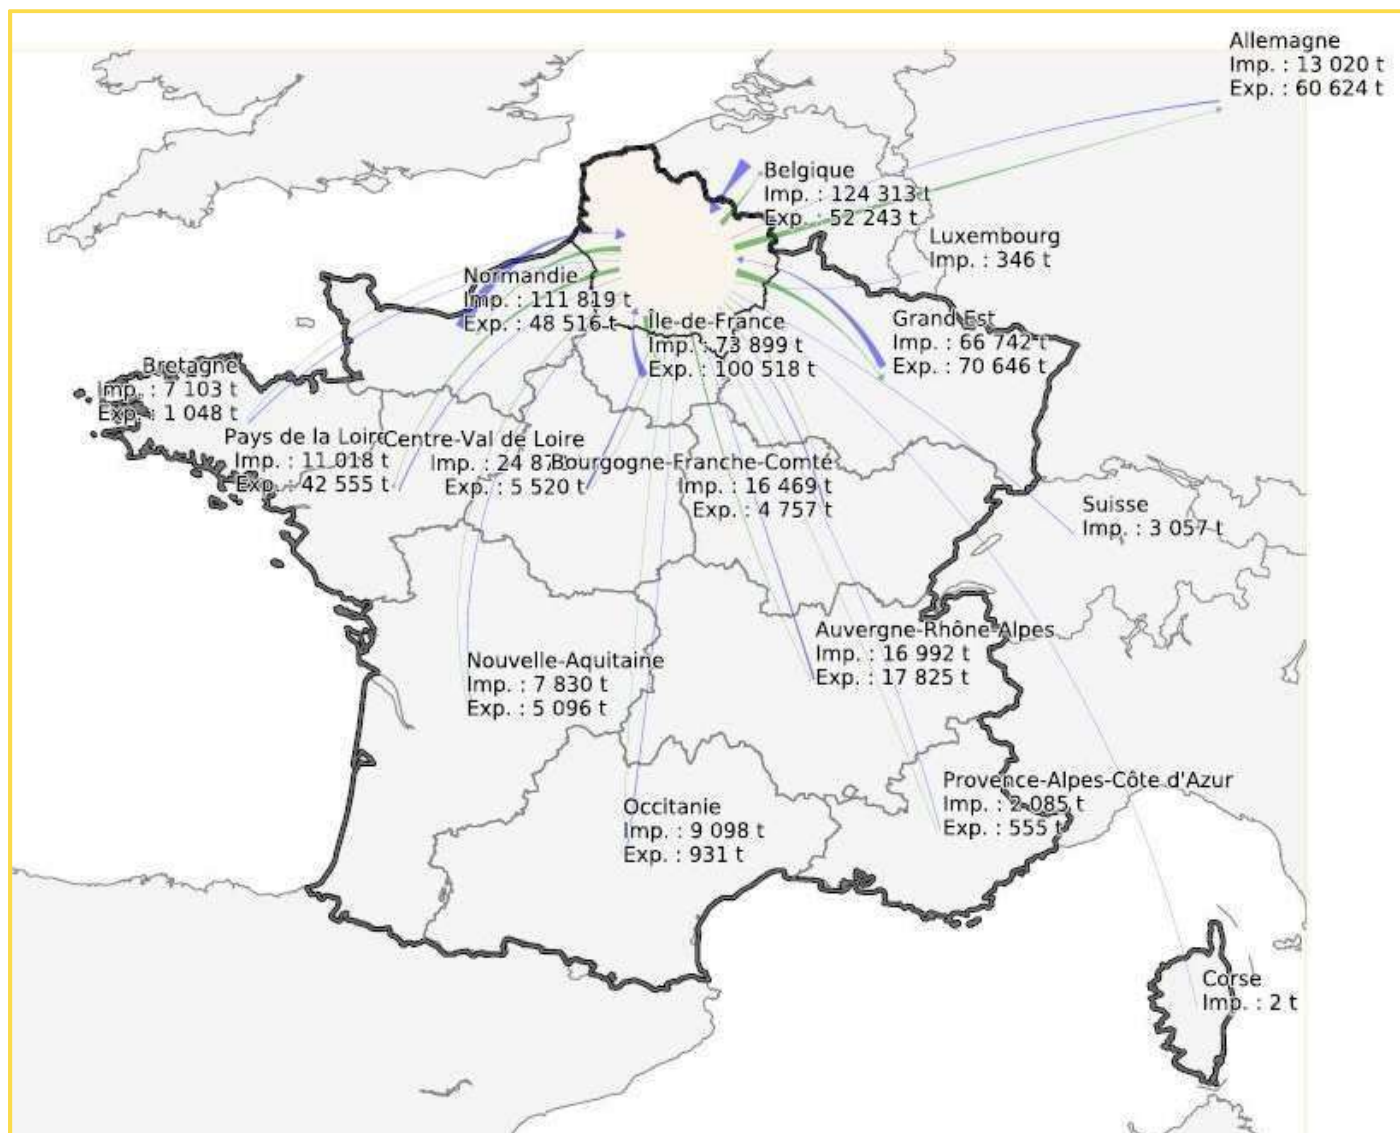 Allemagne
Imp. : 13 020 t
Exp. : 60 624 t
Belgique
Imp. : 124 313 t
Exp. : 52 243 t
Luxembourg
Imp. : 346 t
Normandie
Imp. : 111 819 t
Exp. : 48 516 t
Île-de-France
Imp. : 73 899 t
Exp. : 100 518 t
Grand Est
Imp. : 66 742 t
Exp. : 70 646 t
Bretagne
Imp. : 7 103 t
Exp. : 1 048 t
Pays de la Loire
Imp. : 11 018 t
Exp. : 42 555 t
Centre-Val de Loire
Imp. : 24 87
Exp. : 5 520 t
Bourgogne-Franche-Comté
Imp. : 16 469 t
Exp. : 4 757 t
Suisse
Imp. : 3 057 t
Auvergne-Rhône-Alpes
Imp. : 16 992 t
Exp. : 17 825 t
Nouvelle-Aquitaine
Imp. : 7 830 t
Exp. : 5 096 t
Provence-Alpes-Côte d'Azur
Imp. : 2 085 t
Exp. : 555 t
Occitanie
Imp. : 9 098 t
Exp. : 931 t
Corse
Imp. : 2 t